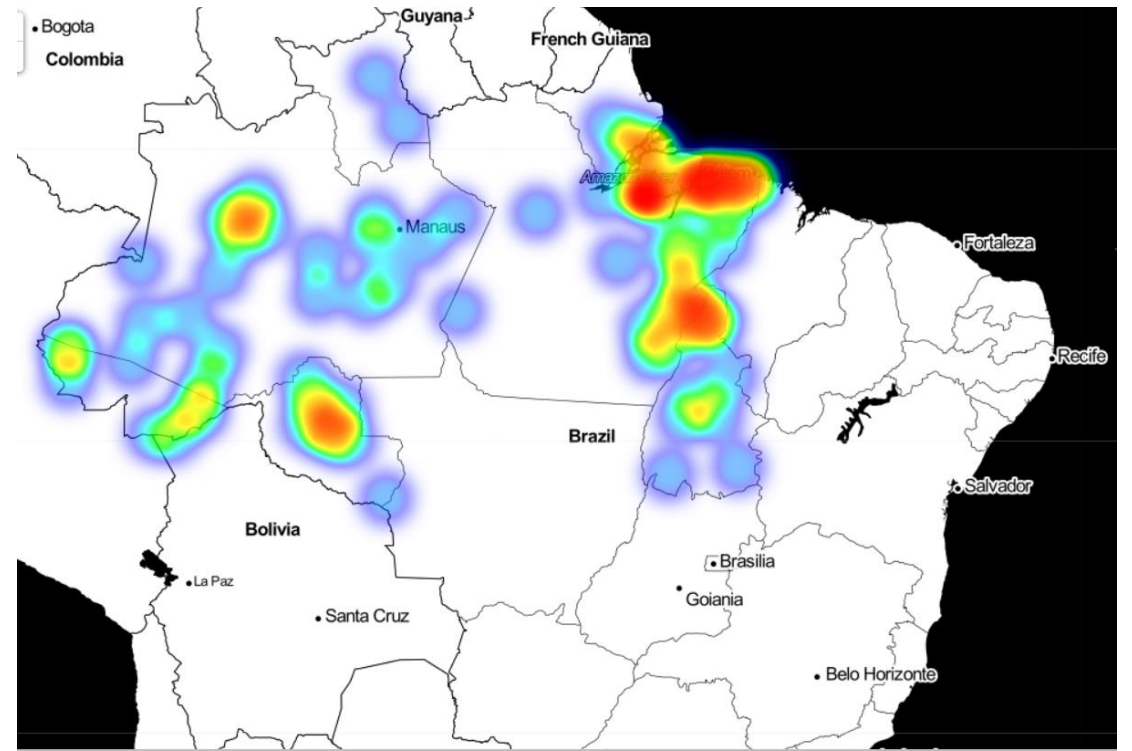 Guyana
Bogota
French Guiana
Colombia
Manaus
Fortaleza
Recife
Brazil
Salvador
Bolivia
Brasilia
La Paz
Goiania
Santa Cruz
Belo Horizonte